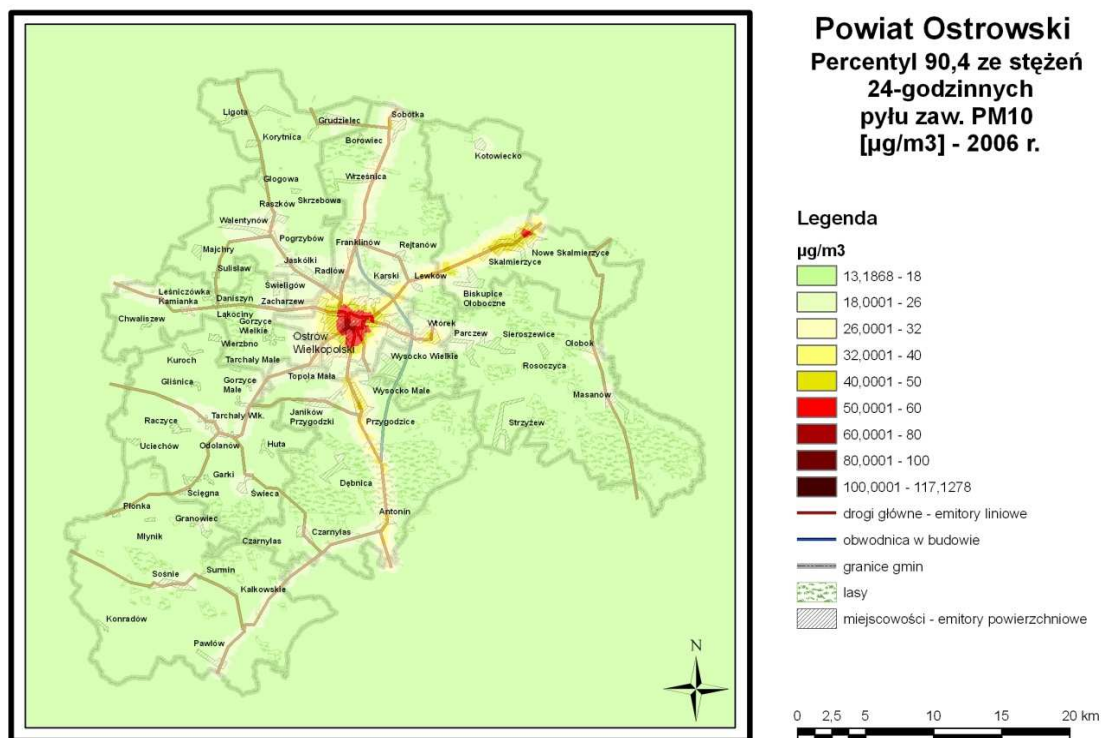 Powiat Ostrowski
Percentyl 90,4 ze stężeń
24-godzinnych
pyłu zaw. PM10
[µg/m3] - 2006 r.
Legenda
µg/m3
13,1868 - 18
18,0001 - 26
26,0001 - 32
32,0001 - 40
40,0001 - 50
50,0001 - 60
60,0001 - 80
80,0001 - 100
100,0001 - 117,1278
drogi główne - emitory liniowe
obwodnica w budowie
granice gmin
lasy
miejscowości - emitory powierzchniowe
0 2,5 5 10 15 20 km
N
Ligota
Grudzielec
Sobótka
Korytnica
Borowiec
Kotowiecko
Wrześnica
Głogowa
Skrzebowa
Raszków
Walentynów
Pogrzybów
Franklinów
Rejtanów
Majchry
Nowe Skalmierzyce
Jaskółki
Skalmierzyce
Sulisław
Radłów
Karski
Lewków
Świeligów
Leśniczówka
Kamianka
Daniszyn
Zacharzew
Biskupice
Ołoboczne
Chwaliszew
Łąkociny
Gorzyce
Wielkie
Wtórek
Parczew
Sieroszewice
Ołobok
Wierzbno
Ostrów
Wielkopolski
Kuroch
Tarchały Małe
Wysocko Wielkie
Rososzyca
Gliśnica
Gorzyce
Małe
Topola Mała
Wysocko Małe
Masanów
Raczyce
Tarchały Wlk.
Janików
Przygodzki
Przygodzice
Strzyżew
Uciechów
Odolanów
Huta
Garki
Dębnica
Ścięgna
Świeca
Płonka
Granowiec
Antonin
Młynik
Czarnylas
Czarnylas
Sośnie
Surmin
Kałkowskie
Konradów
Pawłów